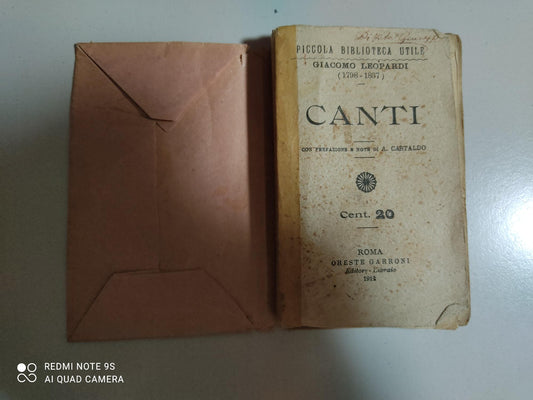 PICCOLA BIBLIOTECA UTILE
GIACOMO LEOPARDI
(1798-1837)
CANTI
CON PREFAZIONE E NOTE DI A. CASTALDO
Cent. 20
ROMA
ORESTE GARRONI
Editore-Libraio
REDMI NOTE 9S
AI QUAD CAMERA